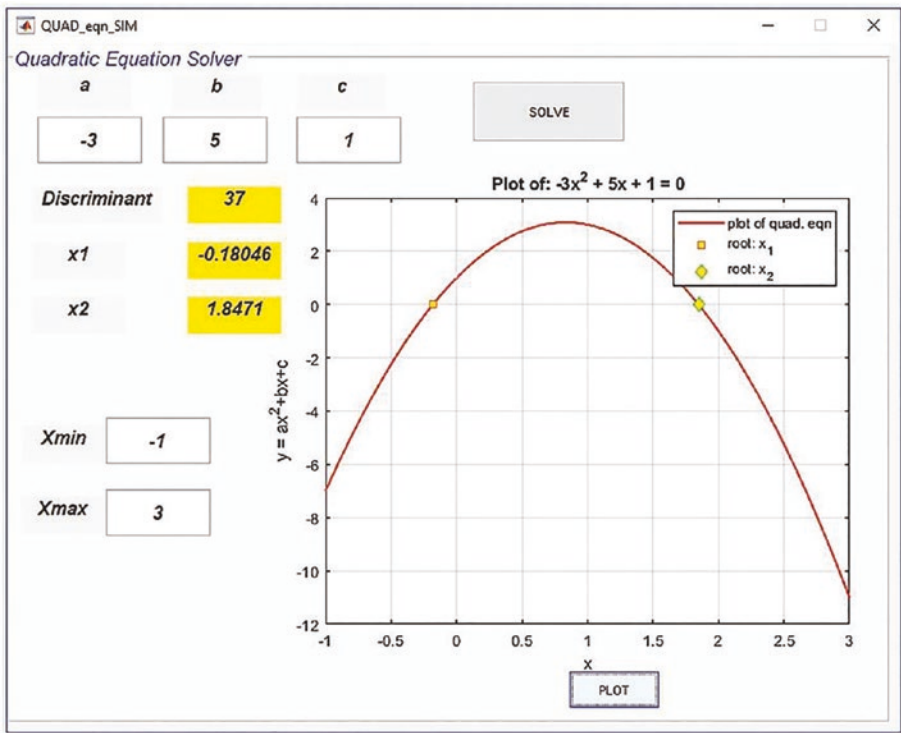 QUAD_eqn_SIM
Quadratic Equation Solver
a b c
SOLVE
-3 5 1
Discriminant 37
x1 -0.18046
x2 1.8471
Xmin -1
Xmax 3
Plot of: -3x² + 5x + 1 = 0
plot of quad. eqn
root: x₁
root: x₂
y = ax²+bx+c
4
2
0
-2
-4
-6
-8
-10
-12
-1 -0.5 0 0.5 1 1.5 2 2.5 3
x
PLOT